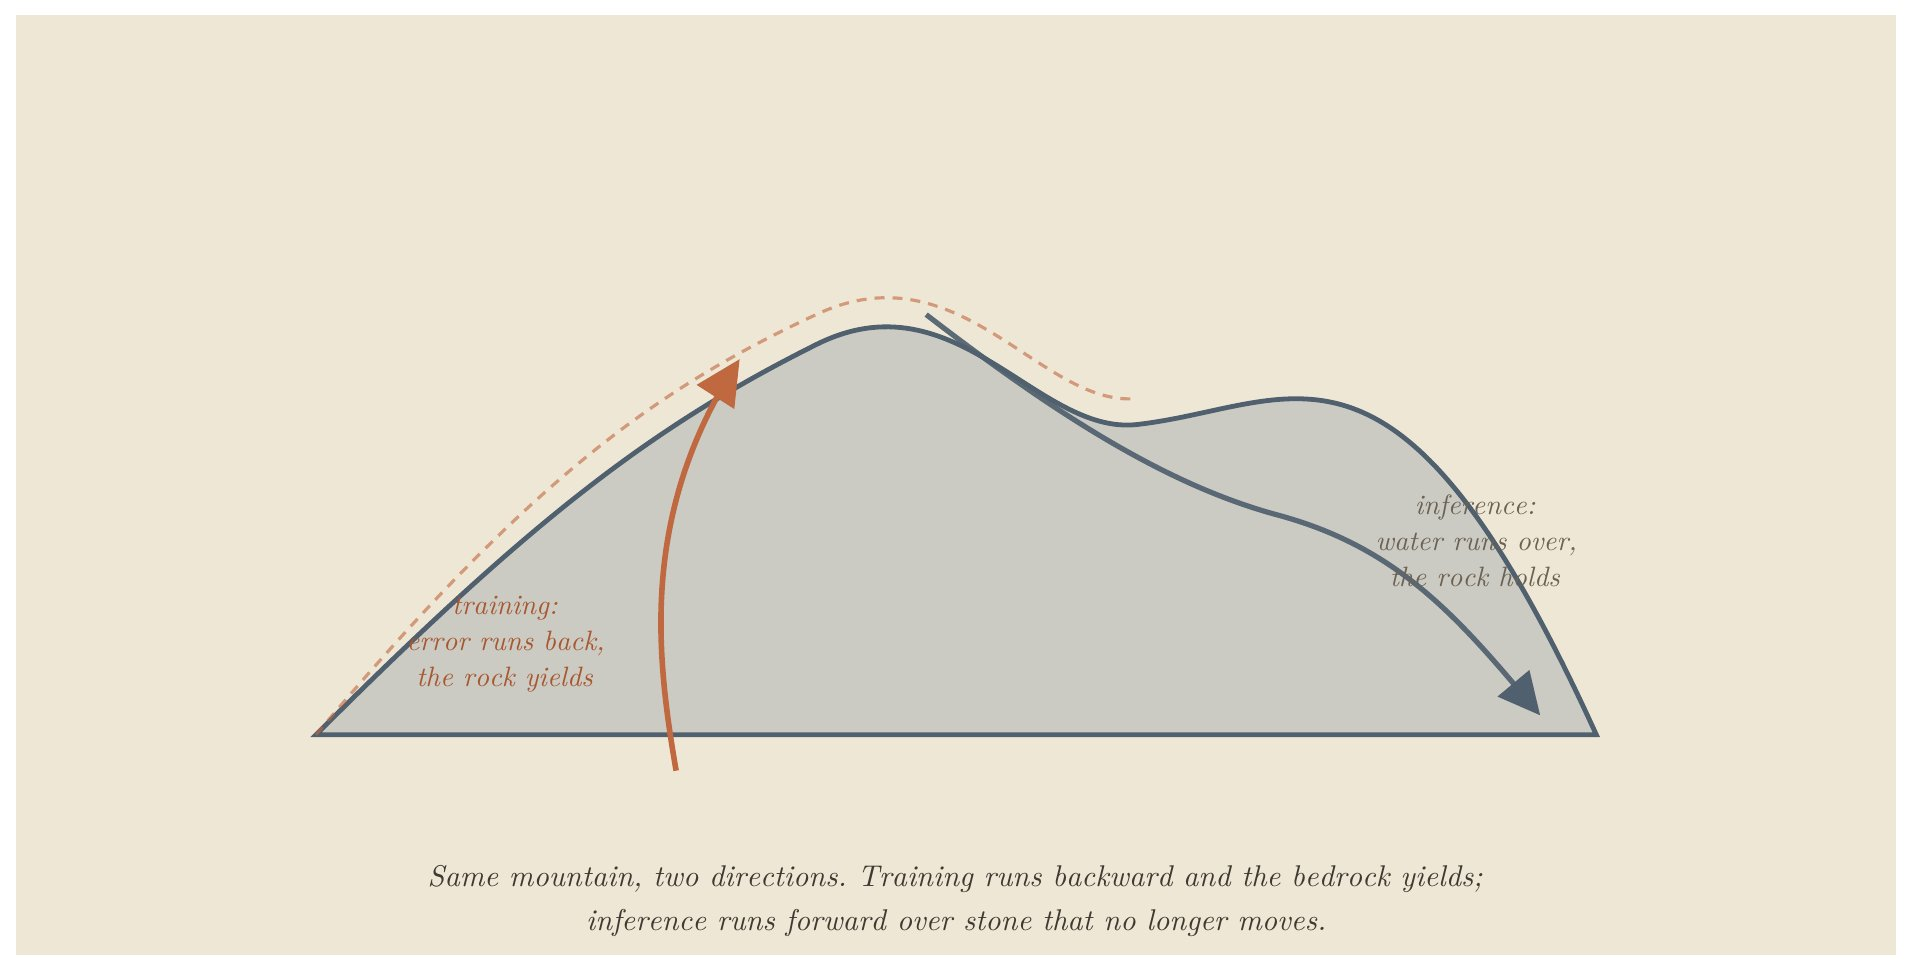 inference:
water runs over,
the rock holds
training:
error runs back,
the rock yields
Same mountain, two directions. Training runs backward and the bedrock yields;
inference runs forward over stone that no longer moves.